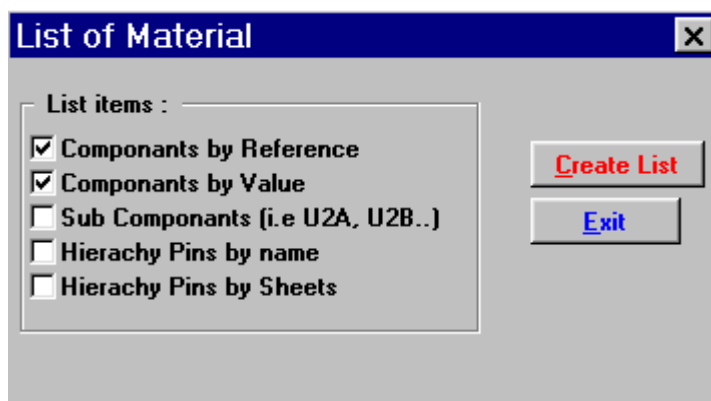 List of Material
List items :
Componants by Reference
Componants by Value
Sub Componants (i.e U2A, U2B..)
Hierachy Pins by name
Hierachy Pins by Sheets
Create List
Exit